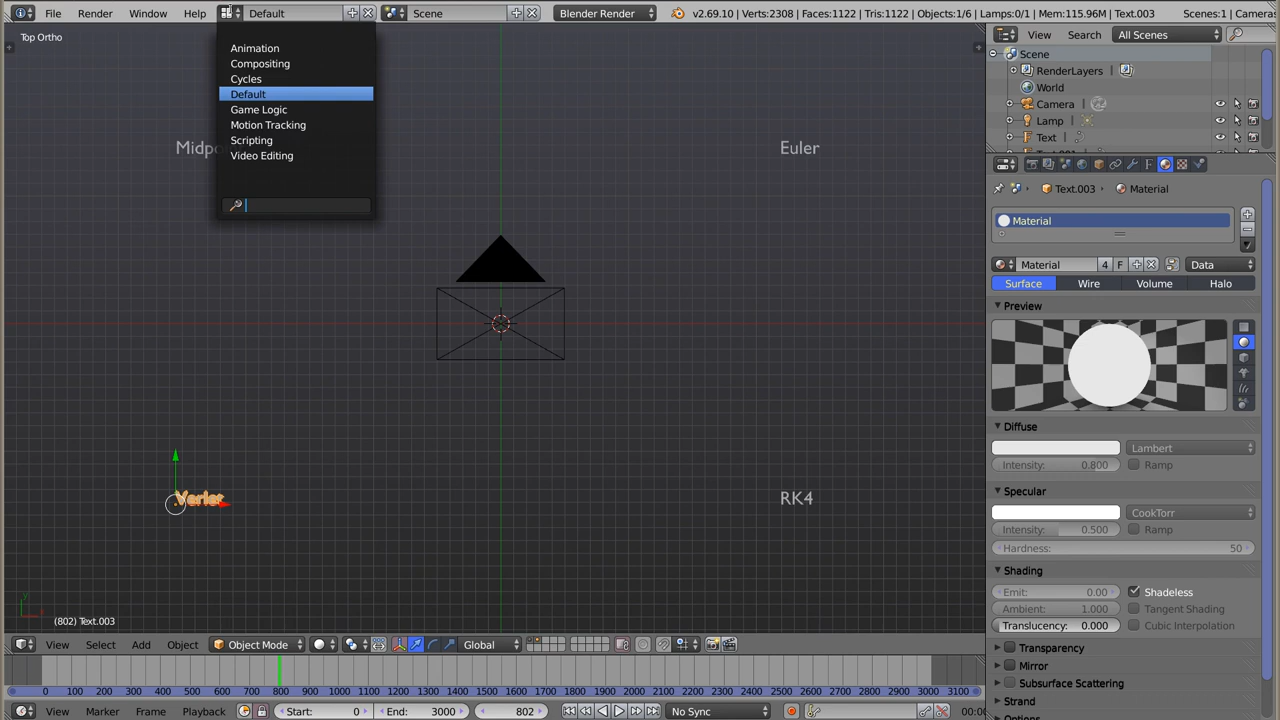 File Render Window Help Default Scene Blender Render v2.69.10 | Verts:2308 | Faces:1122 | Tris:1122 | Objects:1/6 | Lamps:0/1 | Mem:115.96M | Text.003 Scenes:1 | Camera
Top Ortho
View Search All Scenes
Animation
Compositing
Cycles
Default
Game Logic
Motion Tracking
Scripting
Video Editing
Scene
RenderLayers
World
Camera
Lamp
Text
Midpo
Euler
Text.003 Material
Material
Material 4 F Data
Surface Wire Volume Halo
Preview
Diffuse
Lambert
Intensity: 0.800 Ramp
Specular
CookTorr
Intensity: 0.500 Ramp
Hardness: 50
Shading
Emit: 0.00 Shadeless
Ambient: 1.000 Tangent Shading
Translucency: 0.000 Cubic Interpolation
Transparency
Mirror
Subsurface Scattering
Strand
Options
Verlet
RK4
y
x
(802) Text.003
View Select Add Object Object Mode Global
0 100 200 300 400 500 600 700 800 900 1000 1100 1200 1300 1400 1500 1600 1700 1800 1900 2000 2100 2200 2300 2400 2500 2600 2700 2800 2900 3000 3100
View Marker Frame Playback Start: 0 End: 3000 802 No Sync 00:0